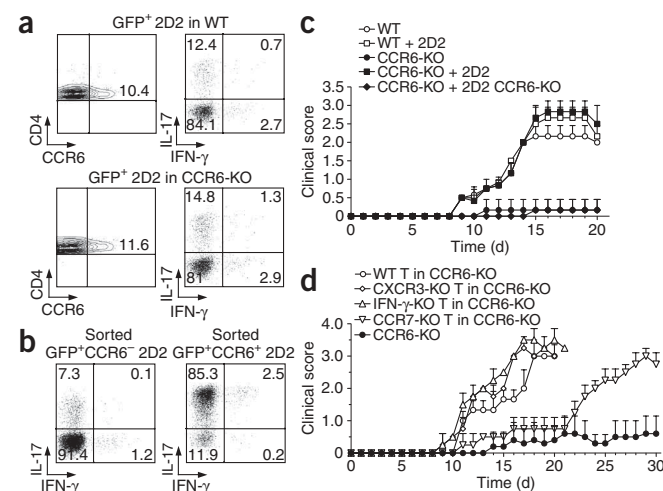 a
GFP+ 2D2 in WT
10.4
CD4
CCR6
12.4 0.7
84.1 2.7
IL-17
IFN-γ
GFP+ 2D2 in CCR6-KO
11.6
CD4
CCR6
14.8 1.3
81 2.9
IL-17
IFN-γ
b
Sorted
GFP+CCR6– 2D2
7.3 0.1
91.4 1.2
IL-17
IFN-γ
Sorted
GFP+CCR6+ 2D2
85.3 2.5
11.9 0.2
IL-17
IFN-γ
c
WT
WT + 2D2
CCR6-KO
CCR6-KO + 2D2
CCR6-KO + 2D2 CCR6-KO
3.5
3.0
2.5
2.0
1.5
1.0
0.5
0
Clinical score
0 5 10 15 20
Time (d)
d
WT T in CCR6-KO
CXCR3-KO T in CCR6-KO
IFN-γ-KO T in CCR6-KO
CCR7-KO T in CCR6-KO
CCR6-KO
4.0
3.0
2.0
1.0
0
Clinical score
0 5 10 15 20 25 30
Time (d)